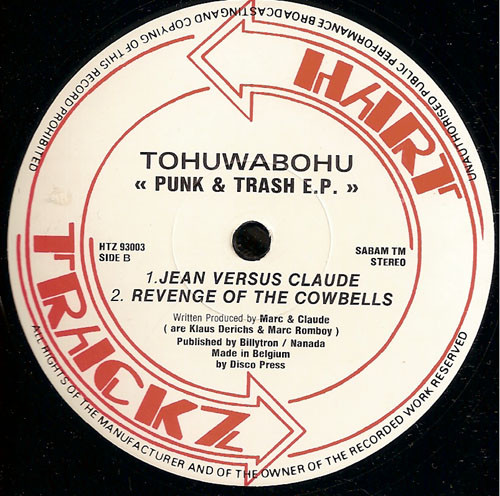 HART
TRACKZ
TOHUWABOHU
« PUNK & TRASH E.P. »
HTZ 93003
SIDE B
SABAM TM
STEREO
1.JEAN VERSUS CLAUDE
2. REVENGE OF THE COWBELLS
Written Produced by Marc & Claude
( are Klaus Derichs & Marc Romboy )
Published by Billytron / Nanada
Made in Belgium
by Disco Press
ALL RIGHTS OF THE MANUFACTURER AND OF THE OWNER OF THE RECORDED WORK RESERVED
UNAUTHORISED PUBLIC PERFORMANCE BROADCASTING AND COPYING OF THIS RECORD PROHIBITED